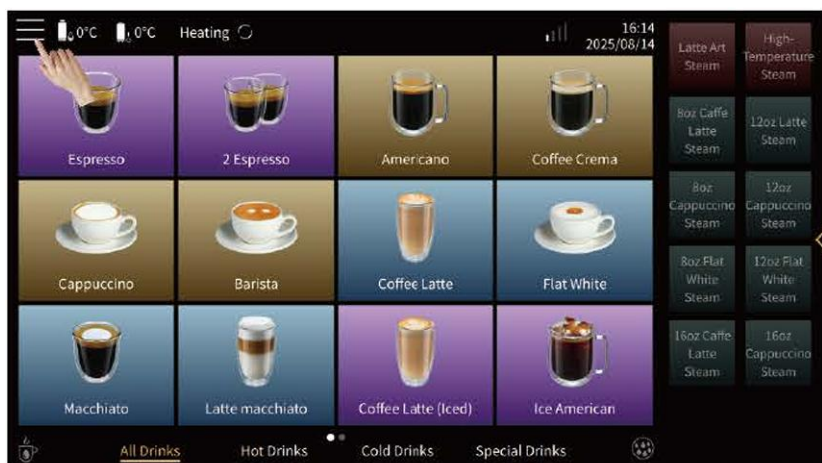 0°C 0°C Heating 16:14
2025/08/14
Espresso 2 Espresso Americano Coffee Crema
Cappuccino Barista Coffee Latte Flat White
Macchiato Latte macchiato Coffee Latte (Iced) Ice American
All Drinks Hot Drinks Cold Drinks Special Drinks
Latte Art
Steam
High-
Temperature
Steam
8oz Caffe
Latte
Steam
12oz Latte
Steam
8oz
Cappuccino
Steam
12oz
Cappuccino
Steam
8oz Flat
White
Steam
12oz Flat
White
Steam
16oz Caffe
Latte
Steam
16oz
Cappuccino
Steam